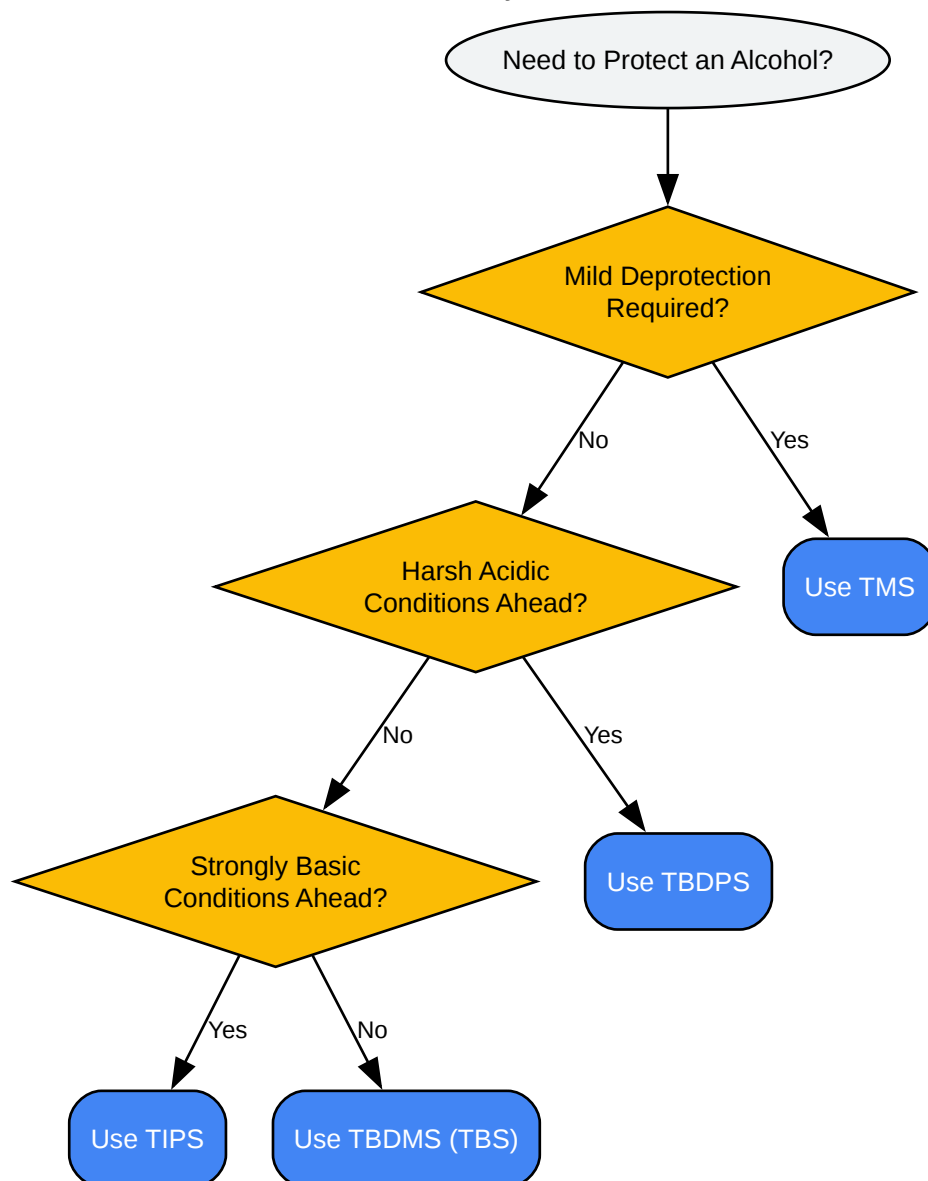 Need to Protect an Alcohol?
Mild Deprotection
Required?
No
Yes
Harsh Acidic
Conditions Ahead?
Use TMS
No
Yes
Strongly Basic
Conditions Ahead?
Use TBDPS
Yes
No
Use TIPS
Use TBDMS (TBS)